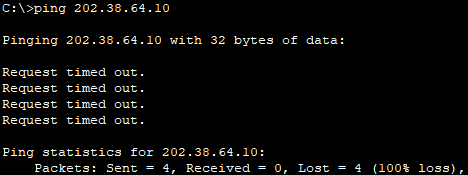 C:\>ping 202.38.64.10
Pinging 202.38.64.10 with 32 bytes of data:
Request timed out.
Request timed out.
Request timed out.
Request timed out.
Ping statistics for 202.38.64.10:
    Packets: Sent = 4, Received = 0, Lost = 4 (100% loss),